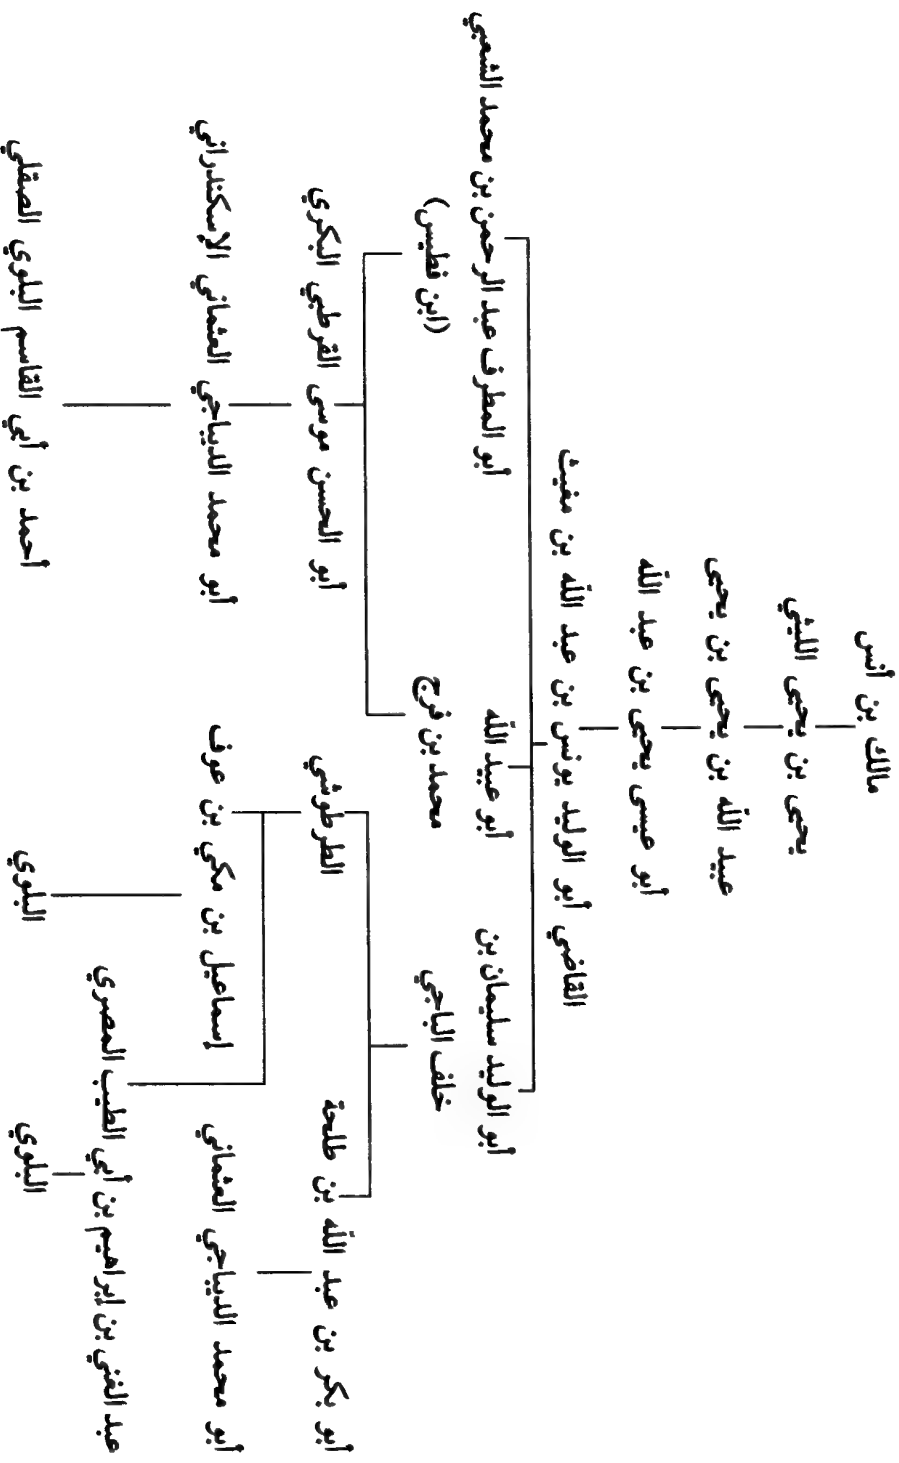 مالك بن أنس
يحيى بن يحيى الليثي
عبيد الله بن يحيى بن يحيى
أبو عيسى يحيى بن عبد الله
القاضي أبو الوليد يونس بن عبد الله بن مغيث
أبو الوليد سليمان بن
خلف الباجي
أبو عبيد الله
محمد بن فرج
أبو المطرف عبد الرحمن بن محمد الشعبي
(ابن فطيس)
أبو بكر بن عبد الله بن طلحة
الطرطوشي
أبو الحسن موسى القرطبي البكري
أبو محمد الديباجي العثماني
إسماعيل بن مكي بن عوف
أبو محمد الديباجي العثماني الإسكندراني
عبد الغني بن إبراهيم بن أبي الطيب المصري
البلوي
البلوي
أحمد بن أبي القاسم البلوي الصقلي